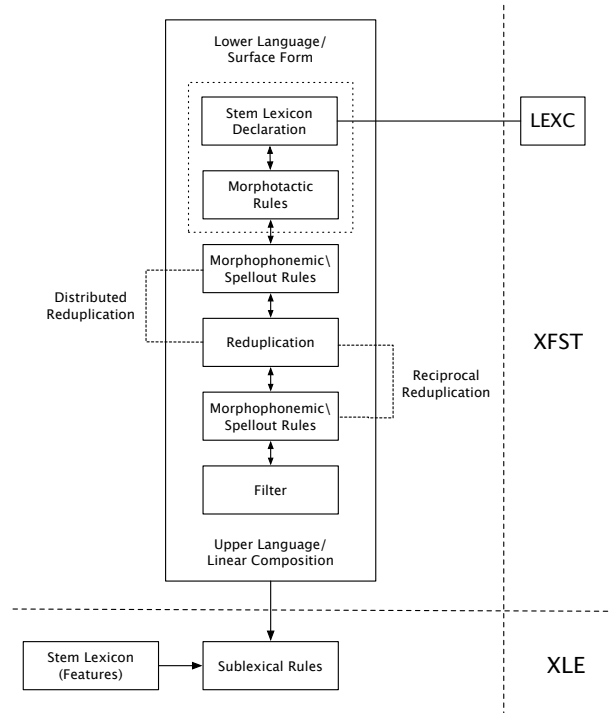 Lower Language/
Surface Form
Stem Lexicon
Declaration
LEXC
Morphotactic
Rules
Morphophonemic\
Spellout Rules
Distributed
Reduplication
Reduplication
XFST
Reciprocal
Reduplication
Morphophonemic\
Spellout Rules
Filter
Upper Language/
Linear Composition
Stem Lexicon
(Features)
Sublexical Rules
XLE